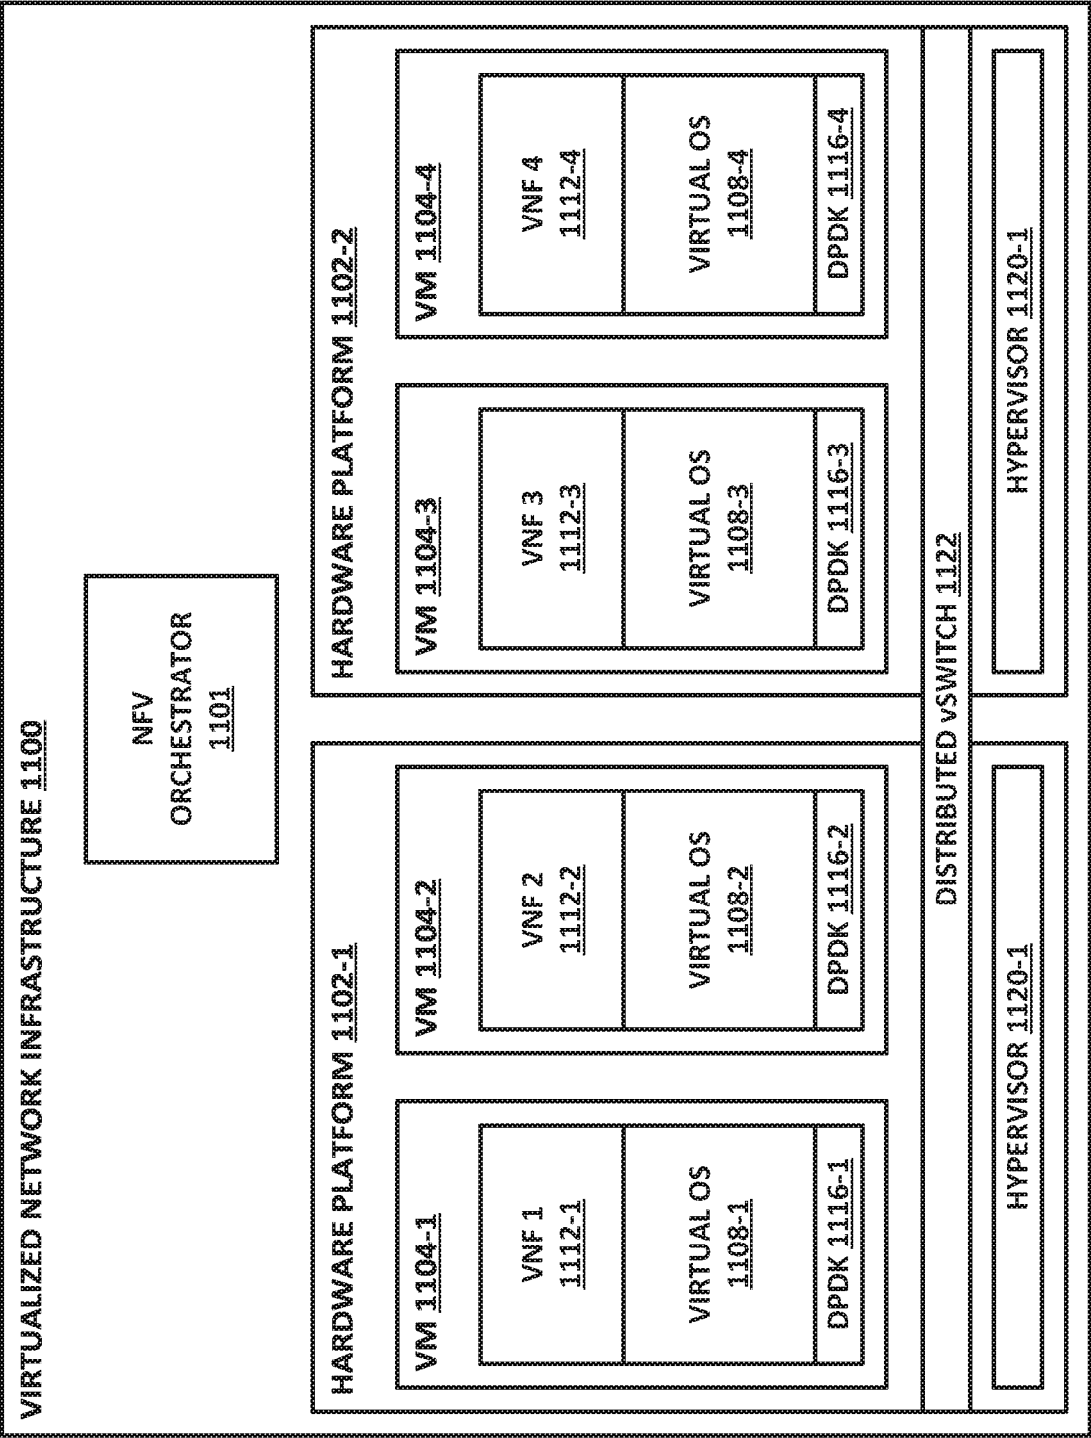 VIRTUALIZED NETWORK INFRASTRUCTURE 1100
NFV
ORCHESTRATOR
1101
HARDWARE PLATFORM 1102-1
VM 1104-1
VNF 1
1112-1
VIRTUAL OS
1108-1
DPDK 1116-1
VM 1104-2
VNF 2
1112-2
VIRTUAL OS
1108-2
DPDK 1116-2
HARDWARE PLATFORM 1102-2
VM 1104-3
VNF 3
1112-3
VIRTUAL OS
1108-3
DPDK 1116-3
VM 1104-4
VNF 4
1112-4
VIRTUAL OS
1108-4
DPDK 1116-4
DISTRIBUTED vSWITCH 1122
HYPERVISOR 1120-1
HYPERVISOR 1120-1